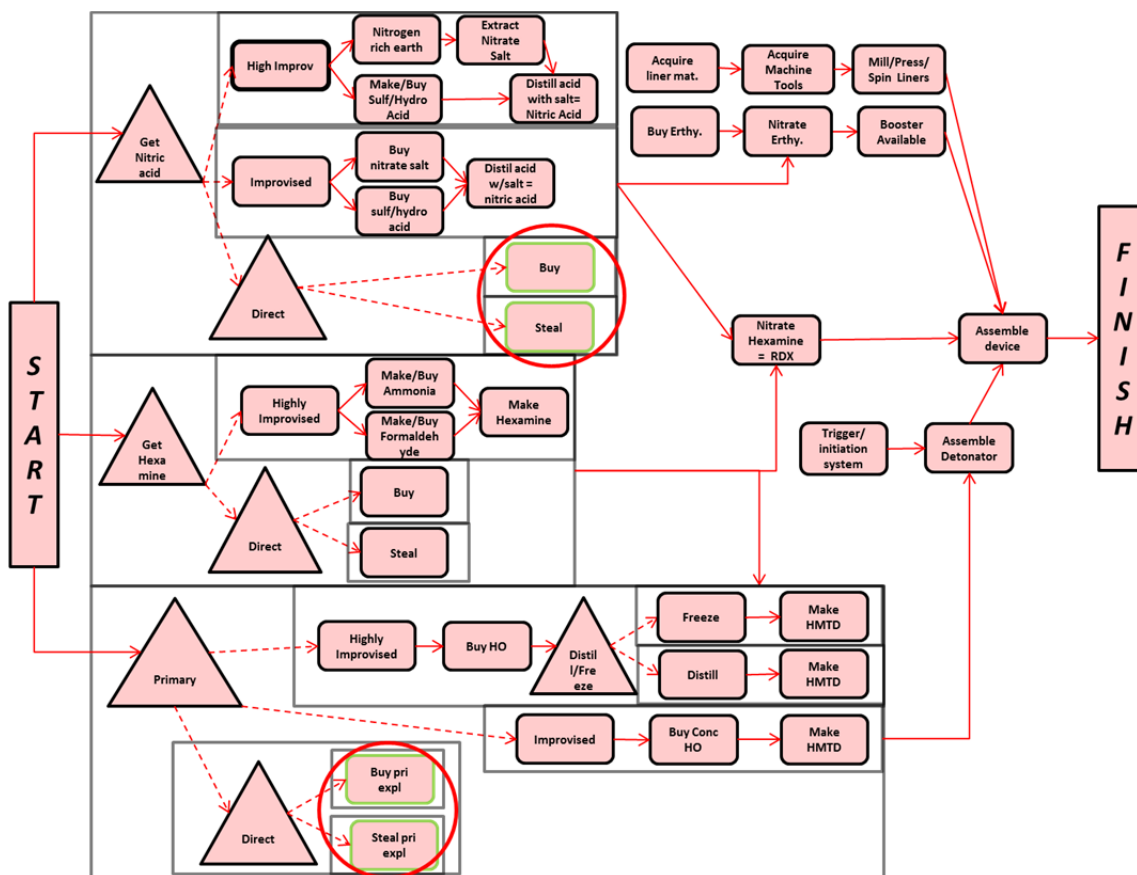 START
Get
Nitric
acid
High Improv
Nitrogen
rich earth
Extract
Nitrate
Salt
Make/Buy
Sulf/Hydro
Acid
Distill acid
with salt=
Nitric Acid
Improvised
Buy
nitrate salt
Buy
sulf/hydro
acid
Distil acid
w/salt =
nitric acid
Direct
Buy
Steal
Acquire
liner mat.
Acquire
Machine
Tools
Mill/Press/
Spin Liners
Buy Erthy.
Nitrate
Erthy.
Booster
Available
Get
Hexa
mine
Highly
Improvised
Make/Buy
Ammonia
Make/Buy
Formaldeh
yde
Make
Hexamine
Direct
Buy
Steal
Nitrate
Hexamine
= RDX
Assemble
device
Trigger/
initiation
system
Assemble
Detonator
Primary
Highly
Improvised
Buy HO
Distil
l/Fre
eze
Freeze
Make
HMTD
Distill
Make
HMTD
Improvised
Buy Conc
HO
Make
HMTD
Direct
Buy pri
expl
Steal pri
expl
FINISH